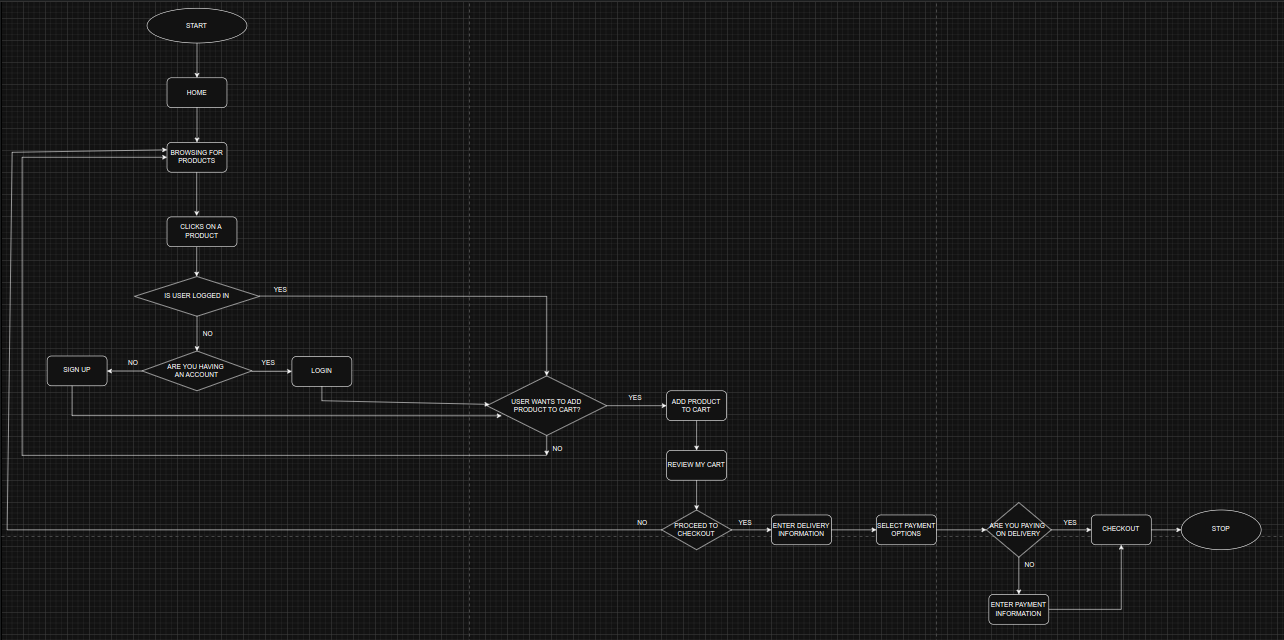 START
HOME
BROWSING FOR
PRODUCTS
CLICKS ON A
PRODUCT
IS USER LOGGED IN
YES
NO
ARE YOU HAVING
AN ACCOUNT
NO
SIGN UP
YES
LOGIN
USER WANTS TO ADD
PRODUCT TO CART?
YES
NO
ADD PRODUCT
TO CART
REVIEW MY CART
PROCEED TO
CHECKOUT
NO
YES
ENTER DELIVERY
INFORMATION
SELECT PAYMENT
OPTIONS
ARE YOU PAYING
ON DELIVERY
YES
NO
CHECKOUT
STOP
ENTER PAYMENT
INFORMATION